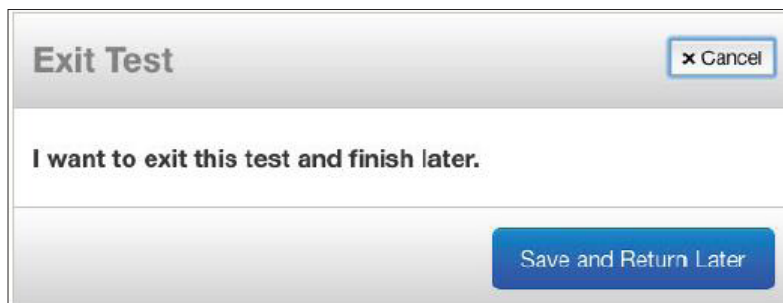 Exit Test
× Cancel
I want to exit this test and finish later.
Save and Return Later